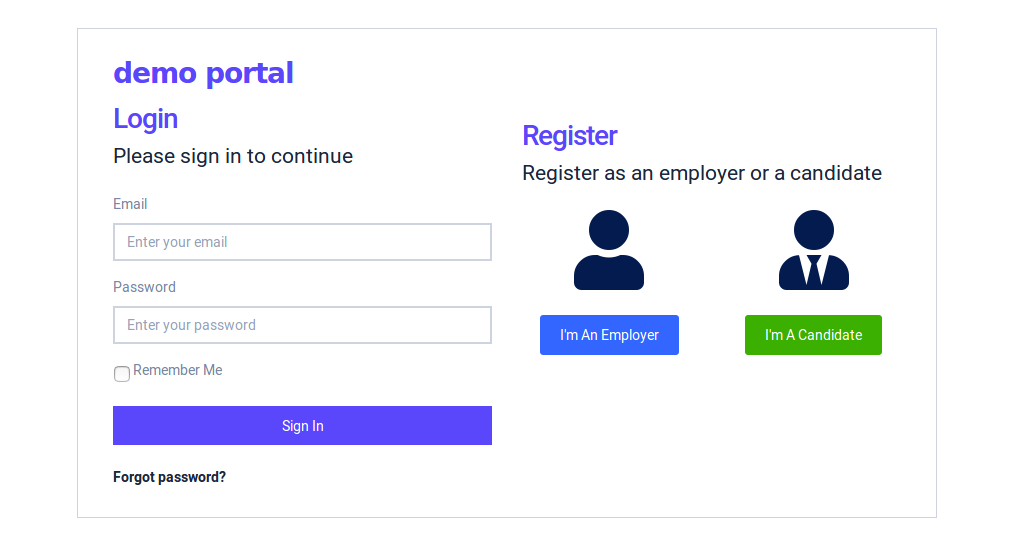 demo portal
Login
Please sign in to continue
Email
Enter your email
Password
Enter your password
Remember Me
Sign In
Forgot password?
Register
Register as an employer or a candidate
I'm An Employer
I'm A Candidate